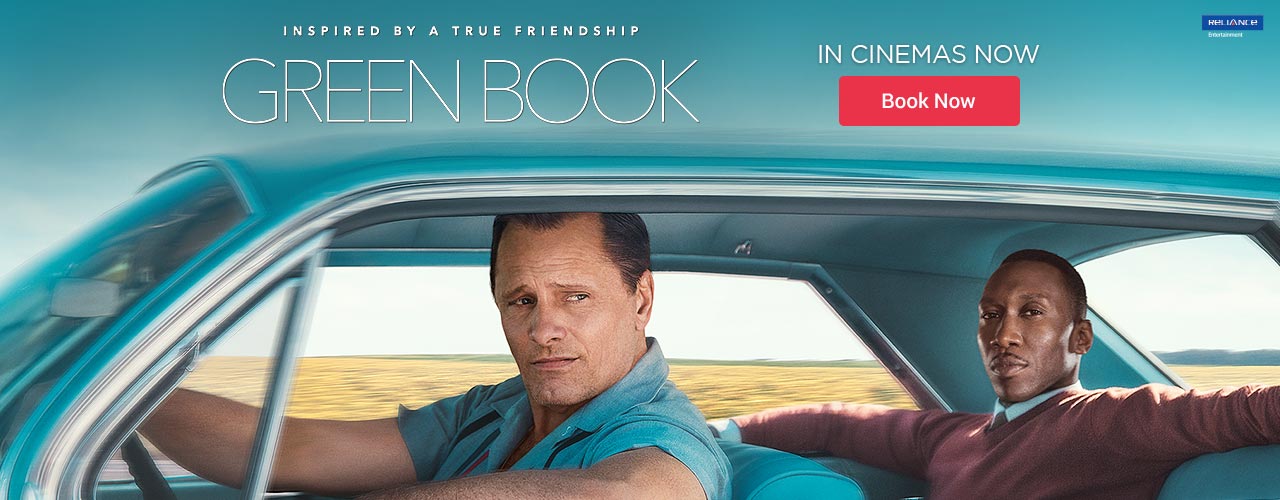 INSPIRED BY A TRUE FRIENDSHIP
GREEN BOOK
IN CINEMAS NOW
Book Now
RELIANCE
Entertainment